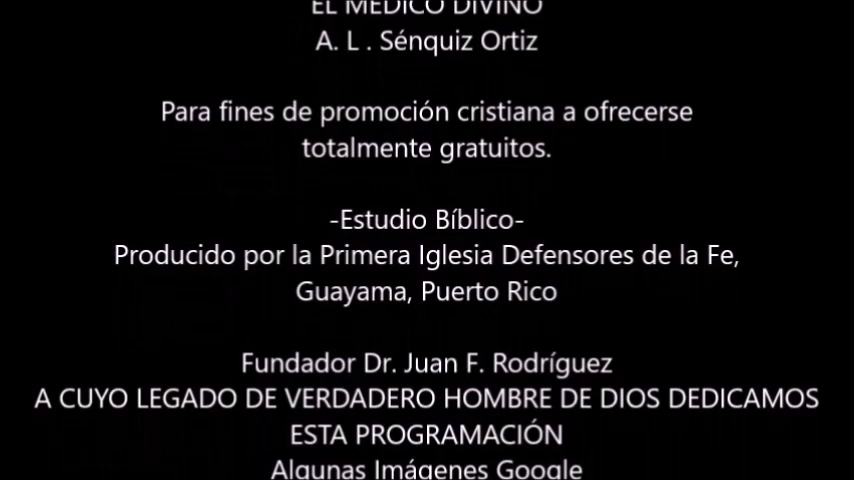 EL MÉDICO DIVINO
A. L . Sénquiz Ortiz
Para fines de promoción cristiana a ofrecerse
totalmente gratuitos.
-Estudio Bíblico-
Producido por la Primera Iglesia Defensores de la Fe,
Guayama, Puerto Rico
Fundador Dr. Juan F. Rodríguez
A CUYO LEGADO DE VERDADERO HOMBRE DE DIOS DEDICAMOS
ESTA PROGRAMACIÓN
Algunas Imágenes Google